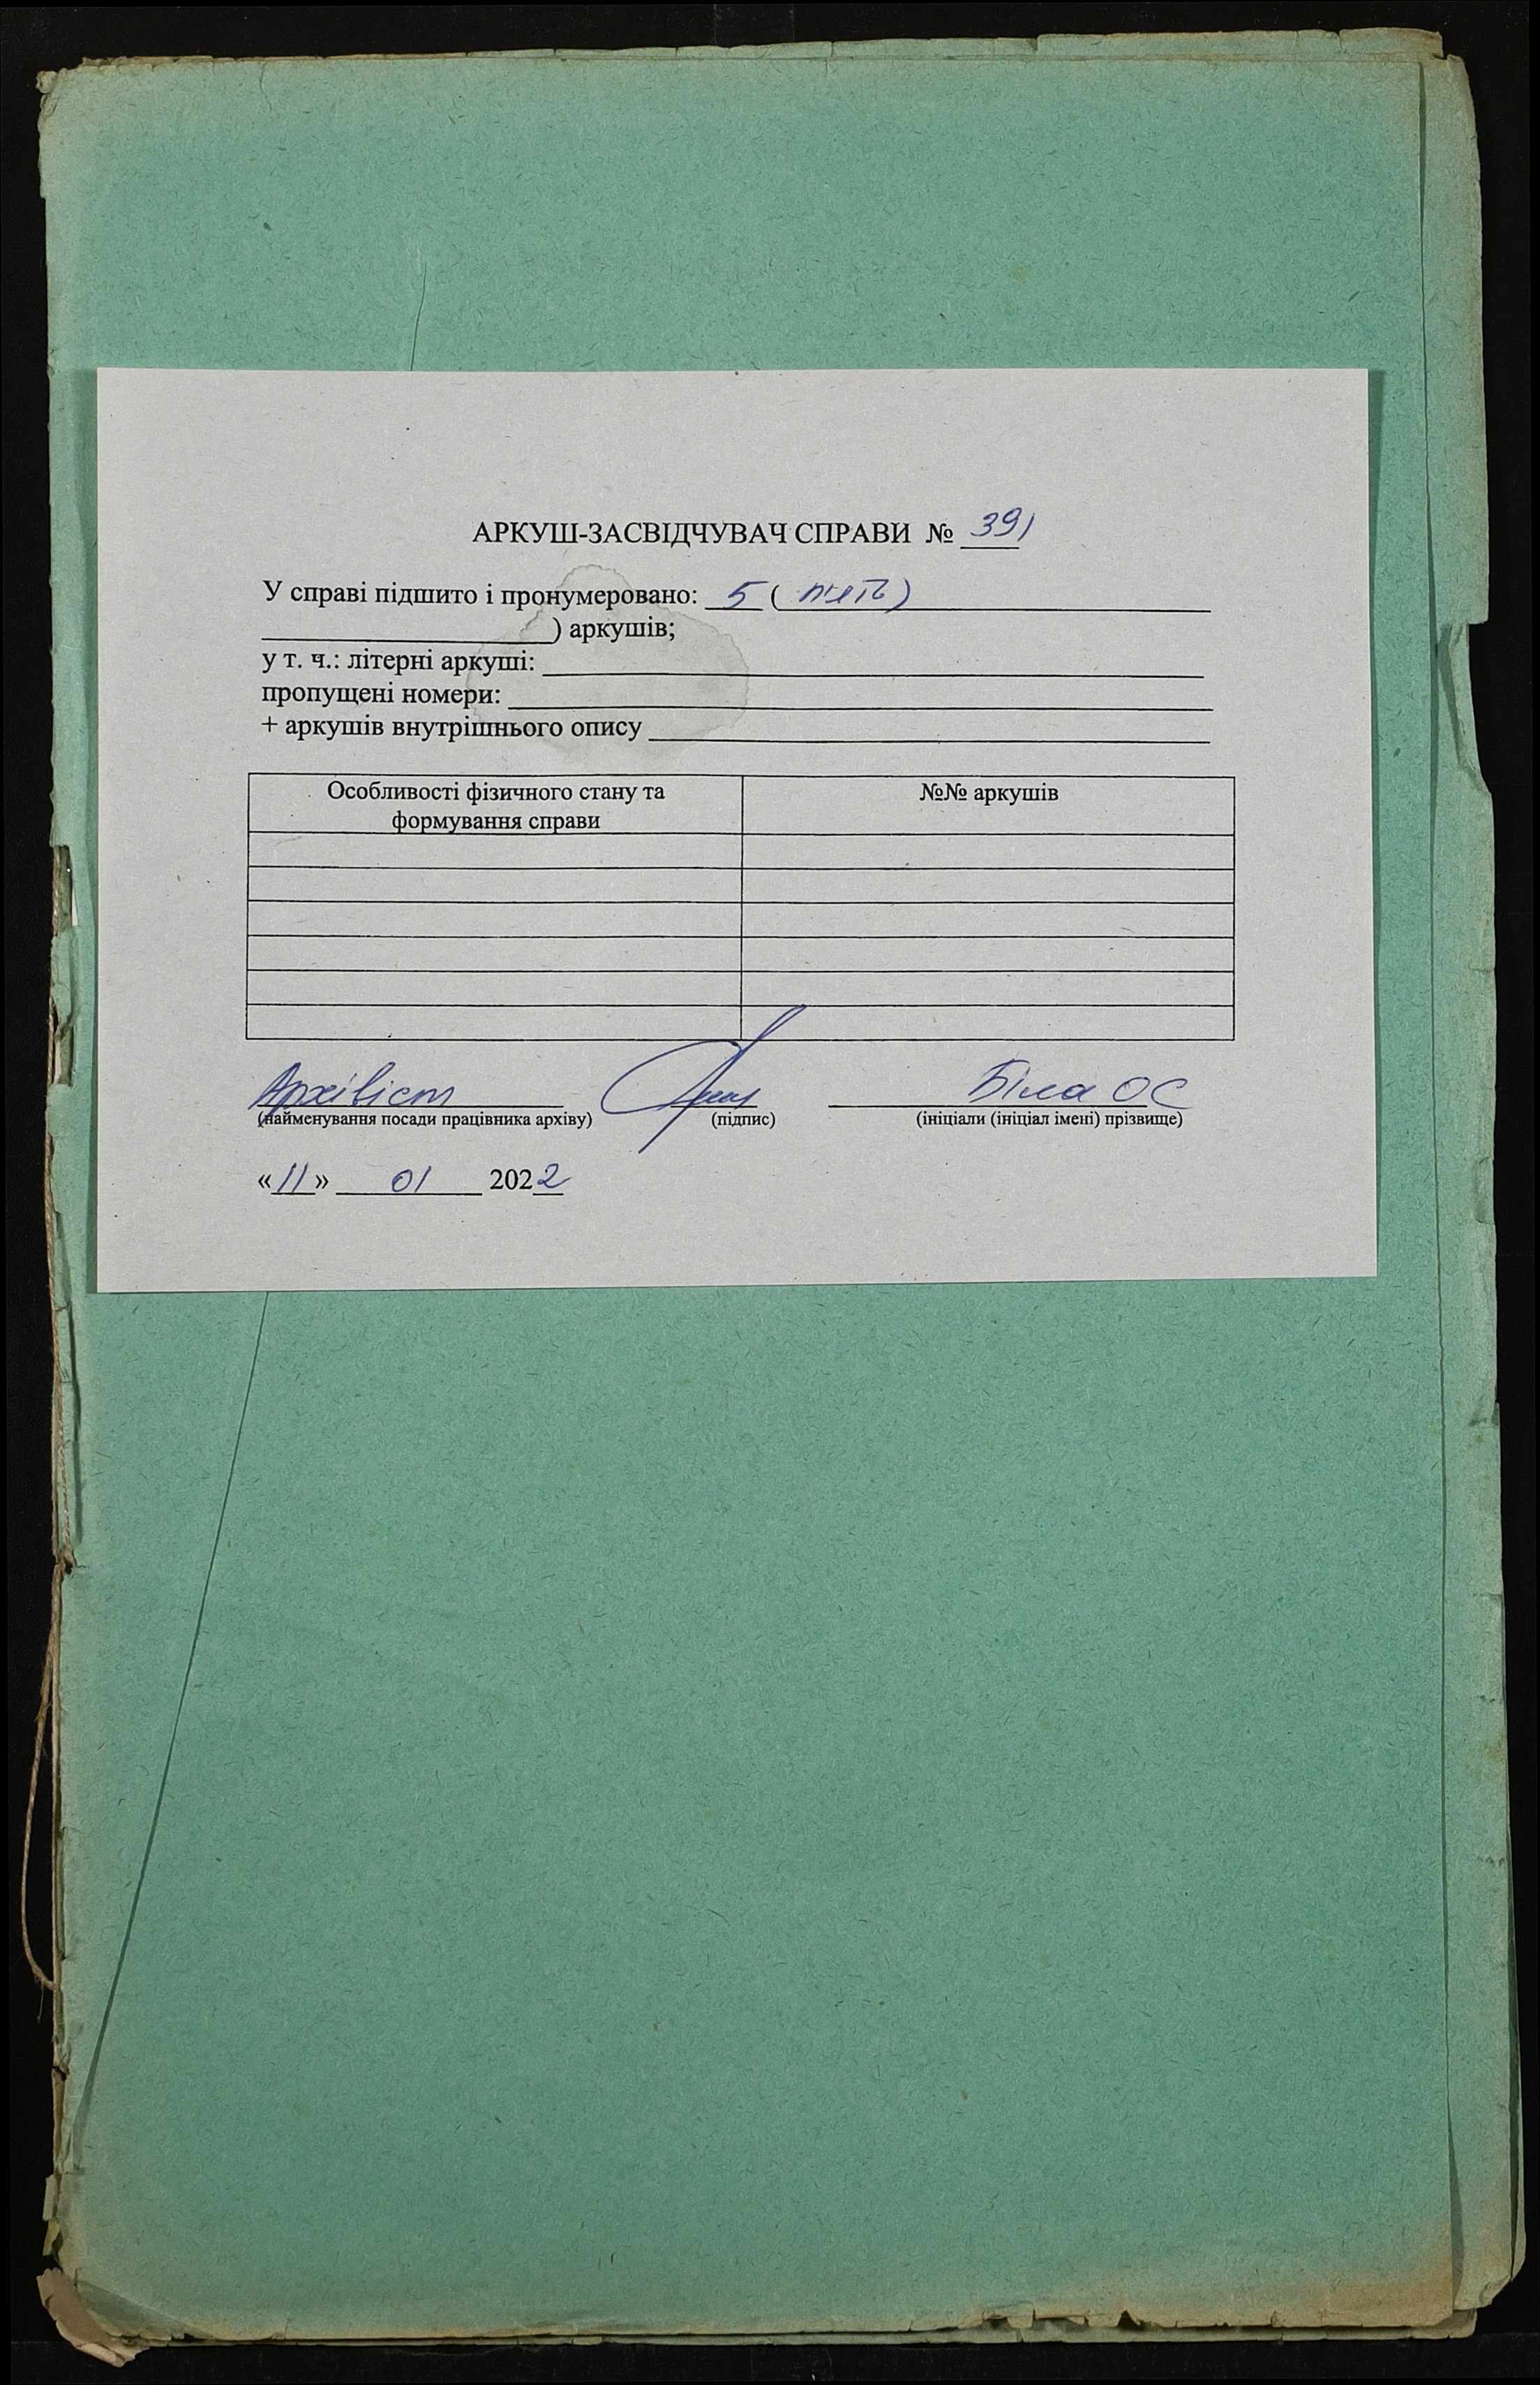 АРКУШ-ЗАСВІДЧУВАЧ СПРАВИ № 391
У справі підшито і пронумеровано: 5 ( п'ять )
) аркушів;
у т. ч.: літерні аркуші:
пропущені номери:
+ аркушів внутрішнього опису
Особливості фізичного стану та формування справи
№№ аркушів
Архівіст Біла ОС
(найменування посади працівника архіву) (підпис) (ініціали (ініціал імені) прізвище)
«11» 01 2022